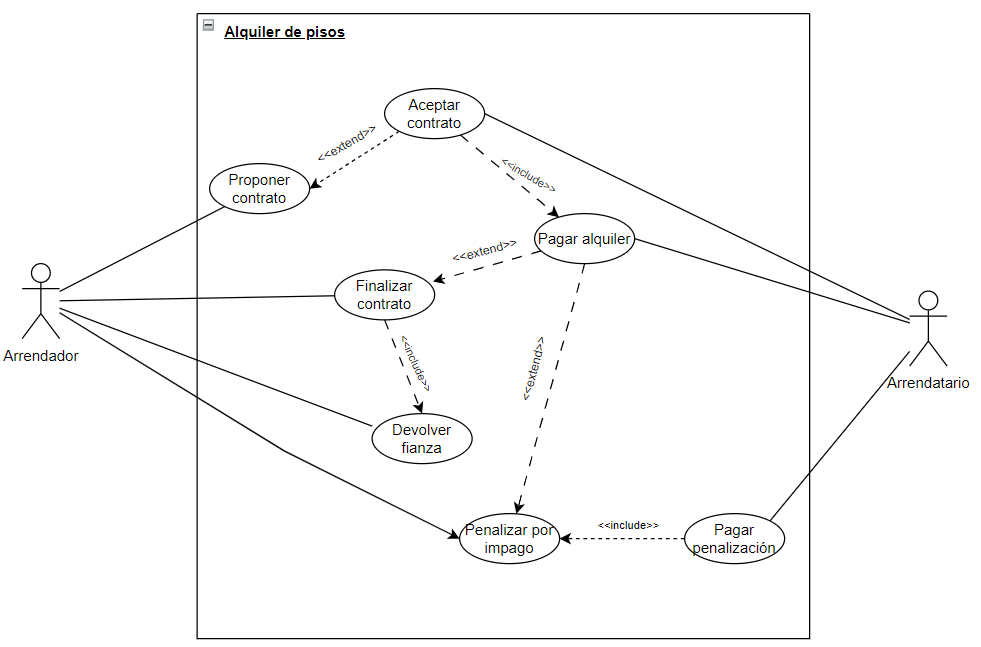 Alquiler de pisos
Aceptar
contrato
<<extend>>
<<include>>
Proponer
contrato
Pagar alquiler
<<extend>>
Finalizar
contrato
Arrendador
<<include>>
<<extend>>
Arrendatario
Devolver
fianza
Penalizar por
impago
<<include>>
Pagar
penalización